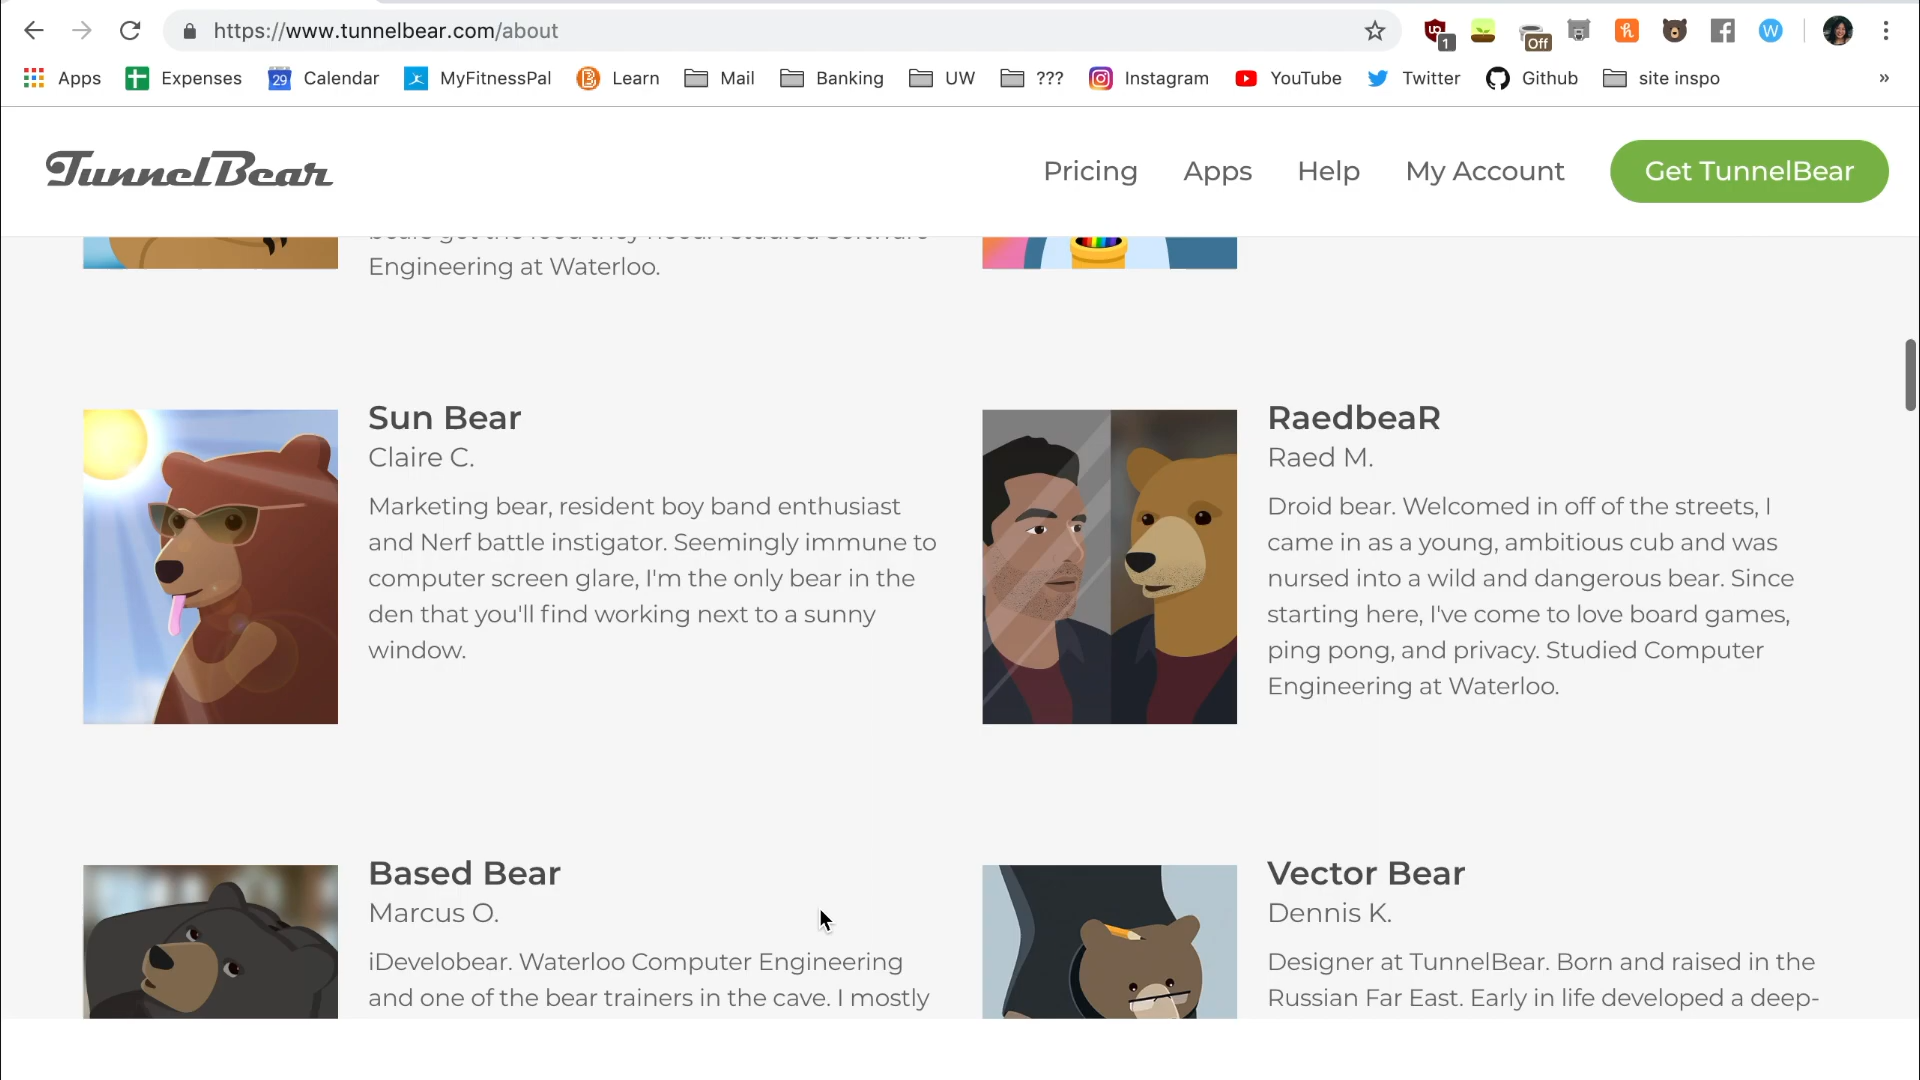 https://www.tunnelbear.com/about
1
Off
Apps
Expenses
29
Calendar
MyFitnessPal
Learn
Mail
Banking
UW
???
Instagram
YouTube
Twitter
Github
site inspo
»
TunnelBear
Pricing
Apps
Help
My Account
Get TunnelBear
Engineering at Waterloo.
Sun Bear
Claire C.
Marketing bear, resident boy band enthusiast
and Nerf battle instigator. Seemingly immune to
computer screen glare, I'm the only bear in the
den that you'll find working next to a sunny
window.
RaedbeaR
Raed M.
Droid bear. Welcomed in off of the streets, I
came in as a young, ambitious cub and was
nursed into a wild and dangerous bear. Since
starting here, I've come to love board games,
ping pong, and privacy. Studied Computer
Engineering at Waterloo.
Based Bear
Marcus O.
iDevelobear. Waterloo Computer Engineering
and one of the bear trainers in the cave. I mostly
Vector Bear
Dennis K.
Designer at TunnelBear. Born and raised in the
Russian Far East. Early in life developed a deep-